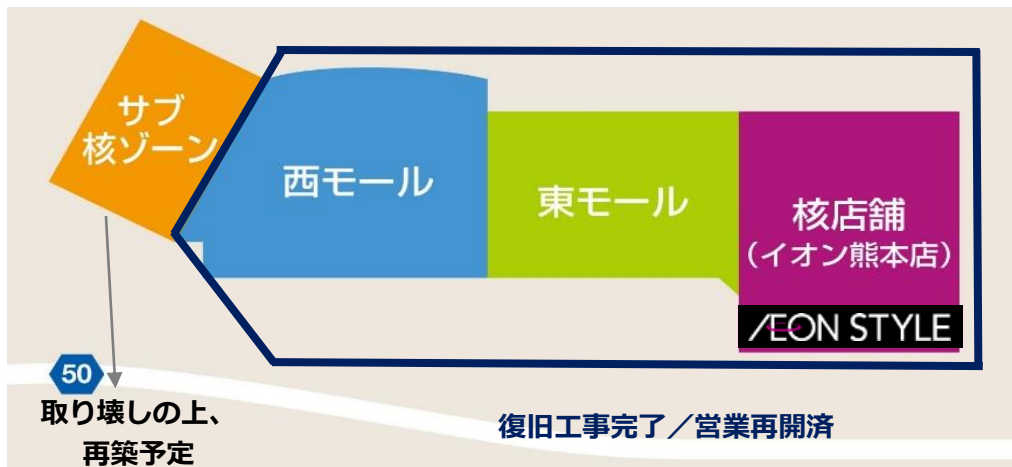 サブ
核ゾーン
西モール
東モール
核店舗
（イオン熊本店）
ÆON STYLE
50
取り壊しの上、
再築予定
復旧工事完了／営業再開済